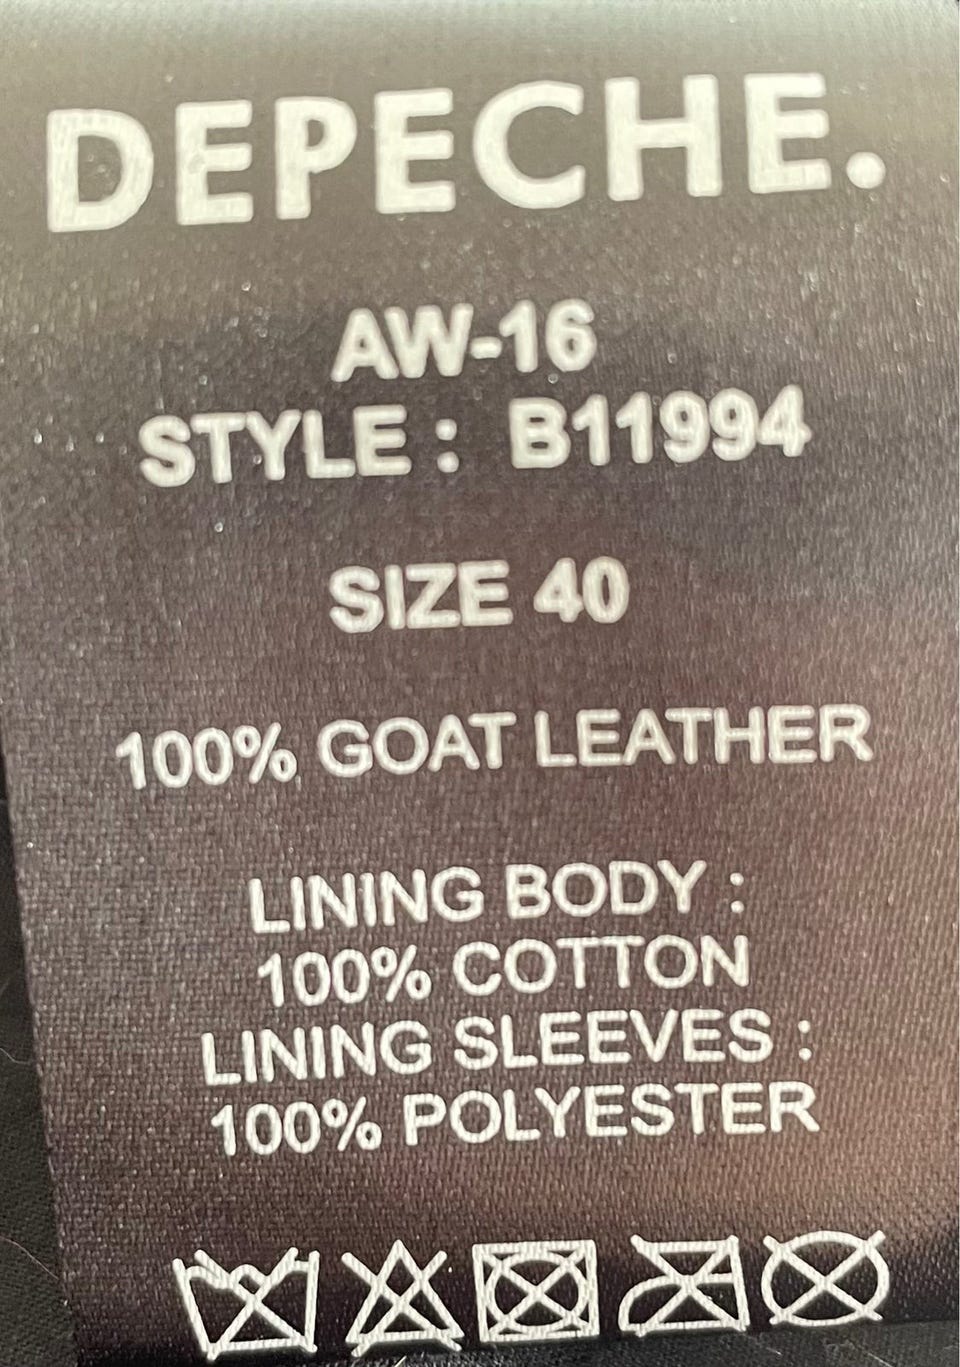 DEPECHE.
AW-16
STYLE : B11994
SIZE 40
100% GOAT LEATHER
LINING BODY :
100% COTTON
LINING SLEEVES :
100% POLYESTER